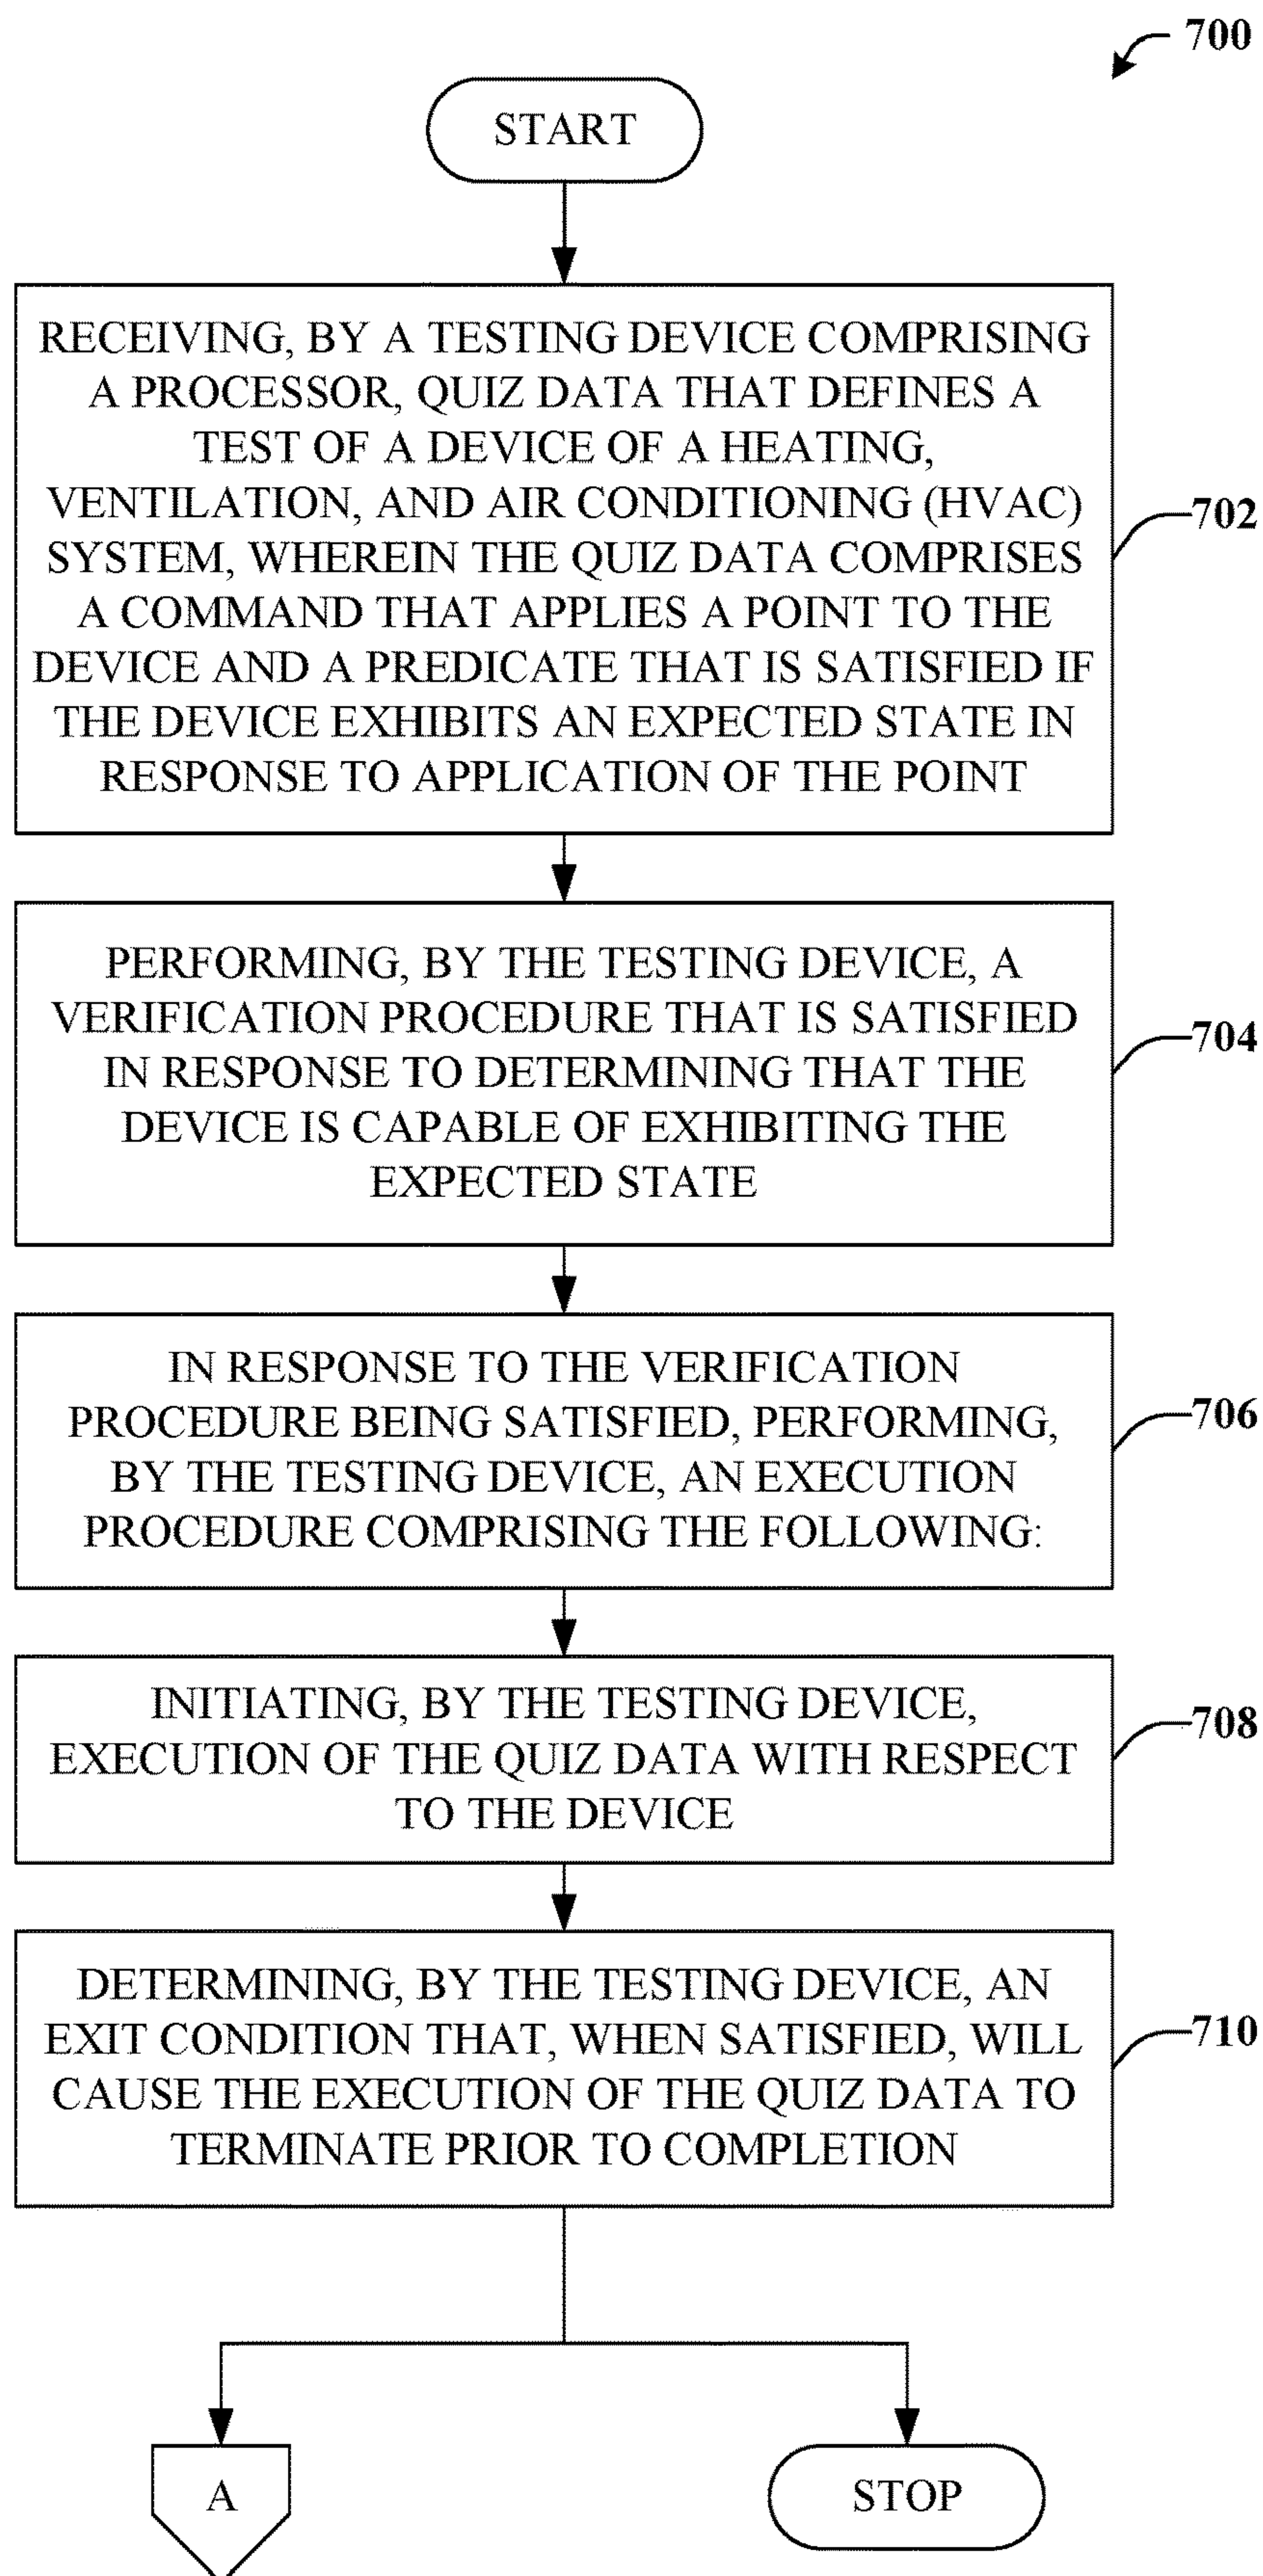 700
START
RECEIVING, BY A TESTING DEVICE COMPRISING
A PROCESSOR, QUIZ DATA THAT DEFINES A
TEST OF A DEVICE OF A HEATING,
VENTILATION, AND AIR CONDITIONING (HVAC)
SYSTEM, WHEREIN THE QUIZ DATA COMPRISES
A COMMAND THAT APPLIES A POINT TO THE
DEVICE AND A PREDICATE THAT IS SATISFIED IF
THE DEVICE EXHIBITS AN EXPECTED STATE IN
RESPONSE TO APPLICATION OF THE POINT
702
PERFORMING, BY THE TESTING DEVICE, A
VERIFICATION PROCEDURE THAT IS SATISFIED
IN RESPONSE TO DETERMINING THAT THE
DEVICE IS CAPABLE OF EXHIBITING THE
EXPECTED STATE
704
IN RESPONSE TO THE VERIFICATION
PROCEDURE BEING SATISFIED, PERFORMING,
BY THE TESTING DEVICE, AN EXECUTION
PROCEDURE COMPRISING THE FOLLOWING:
706
INITIATING, BY THE TESTING DEVICE,
EXECUTION OF THE QUIZ DATA WITH RESPECT
TO THE DEVICE
708
DETERMINING, BY THE TESTING DEVICE, AN
EXIT CONDITION THAT, WHEN SATISFIED, WILL
CAUSE THE EXECUTION OF THE QUIZ DATA TO
TERMINATE PRIOR TO COMPLETION
710
A
STOP